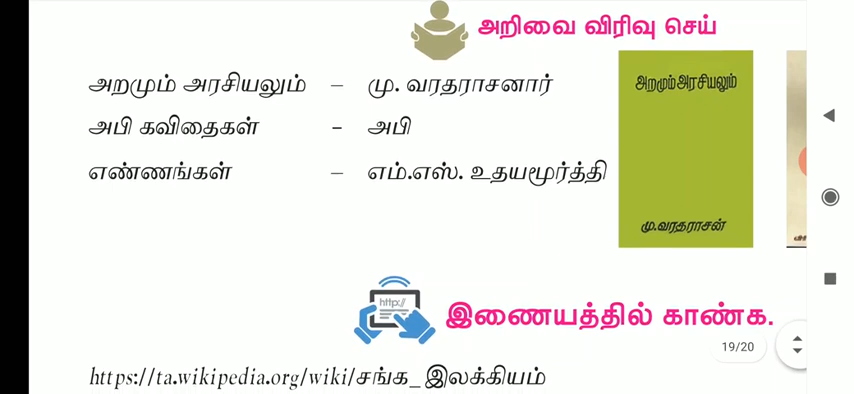 அறிவை விரிவு செய்
அறமும் அரசியலும் – மு. வரதராசனார்
அபி கவிதைகள் - அபி
எண்ணங்கள் – எம்.எஸ். உதயமூர்த்தி
அறமும் அரசியலும்
மு.வரதராசன்
http://
இணையத்தில் காண்க.
19/20
https://ta.wikipedia.org/wiki/சங்க_இலக்கியம்